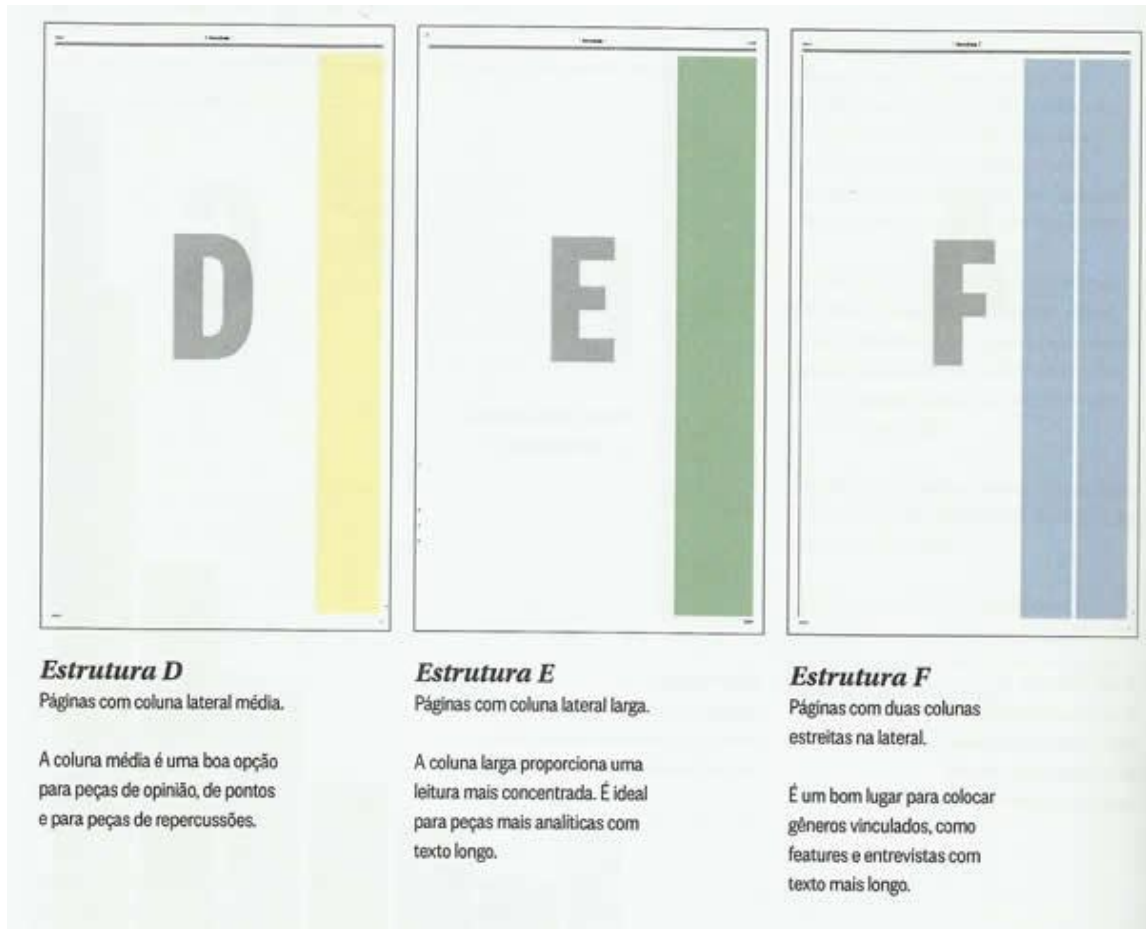 D
E
F
Estrutura D
Páginas com coluna lateral média.
A coluna média é uma boa opção
para peças de opinião, de pontos
e para peças de repercussões.
Estrutura E
Páginas com coluna lateral larga.
A coluna larga proporciona uma
leitura mais concentrada. É ideal
para peças mais analíticas com
texto longo.
Estrutura F
Páginas com duas colunas
estreitas na lateral.
É um bom lugar para colocar
gêneros vinculados, como
features e entrevistas com
texto mais longo.